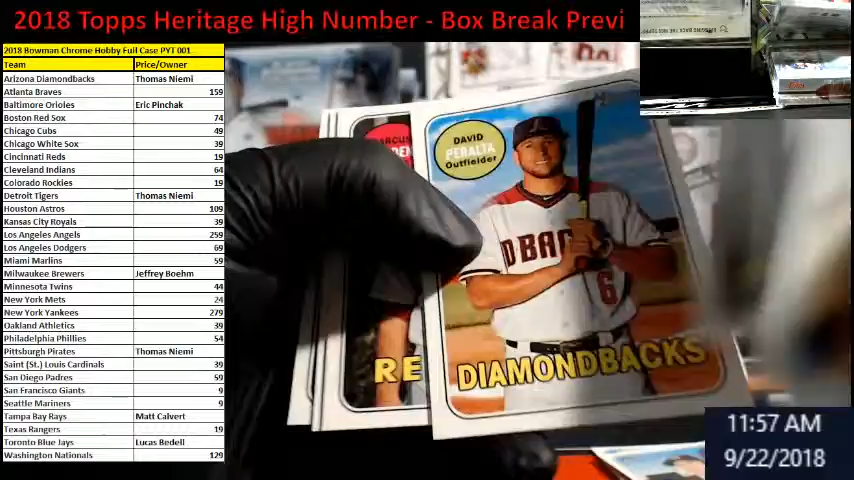 2018 Topps Heritage High Number - Box Break Previ
2018 Bowman Chrome Hobby Full Case PYT 001
Team Price/Owner
Arizona Diamondbacks Thomas Niemi
Atlanta Braves 159
Baltimore Orioles Eric Pinchak
Boston Red Sox 74
Chicago Cubs 49
Chicago White Sox 39
Cincinnati Reds 19
Cleveland Indians 64
Colorado Rockies 19
Detroit Tigers Thomas Niemi
Houston Astros 109
Kansas City Royals 39
Los Angeles Angels 259
Los Angeles Dodgers 69
Miami Marlins 59
Milwaukee Brewers Jeffrey Boehm
Minnesota Twins 44
New York Mets 24
New York Yankees 279
Oakland Athletics 39
Philadelphia Phillies 54
Pittsburgh Pirates Thomas Niemi
Saint (St.) Louis Cardinals 39
San Diego Padres 59
San Francisco Giants 9
Seattle Mariners 9
Tampa Bay Rays Matt Calvert
Texas Rangers 19
Toronto Blue Jays Lucas Bedell
Washington Nationals 129
DAVID
PERALTA
Outfielder
D BAC
6
RE
DIAMONDBACKS
11:57 AM
9/22/2018